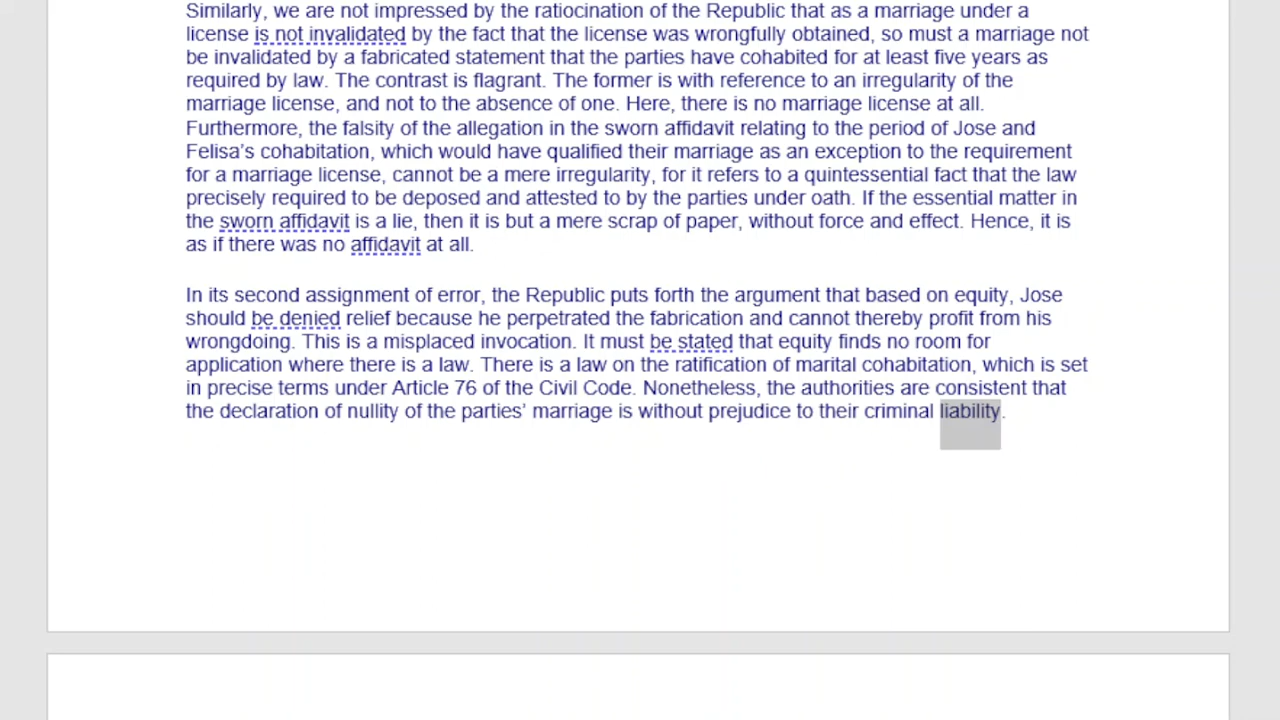 Similarly, we are not impressed by the ratiocination of the Republic that as a marriage under a
license is not invalidated by the fact that the license was wrongfully obtained, so must a marriage not
be invalidated by a fabricated statement that the parties have cohabited for at least five years as
required by law. The contrast is flagrant. The former is with reference to an irregularity of the
marriage license, and not to the absence of one. Here, there is no marriage license at all.
Furthermore, the falsity of the allegation in the sworn affidavit relating to the period of Jose and
Felisa’s cohabitation, which would have qualified their marriage as an exception to the requirement
for a marriage license, cannot be a mere irregularity, for it refers to a quintessential fact that the law
precisely required to be deposed and attested to by the parties under oath. If the essential matter in
the sworn affidavit is a lie, then it is but a mere scrap of paper, without force and effect. Hence, it is
as if there was no affidavit at all.
In its second assignment of error, the Republic puts forth the argument that based on equity, Jose
should be denied relief because he perpetrated the fabrication and cannot thereby profit from his
wrongdoing. This is a misplaced invocation. It must be stated that equity finds no room for
application where there is a law. There is a law on the ratification of marital cohabitation, which is set
in precise terms under Article 76 of the Civil Code. Nonetheless, the authorities are consistent that
the declaration of nullity of the parties’ marriage is without prejudice to their criminal liability.